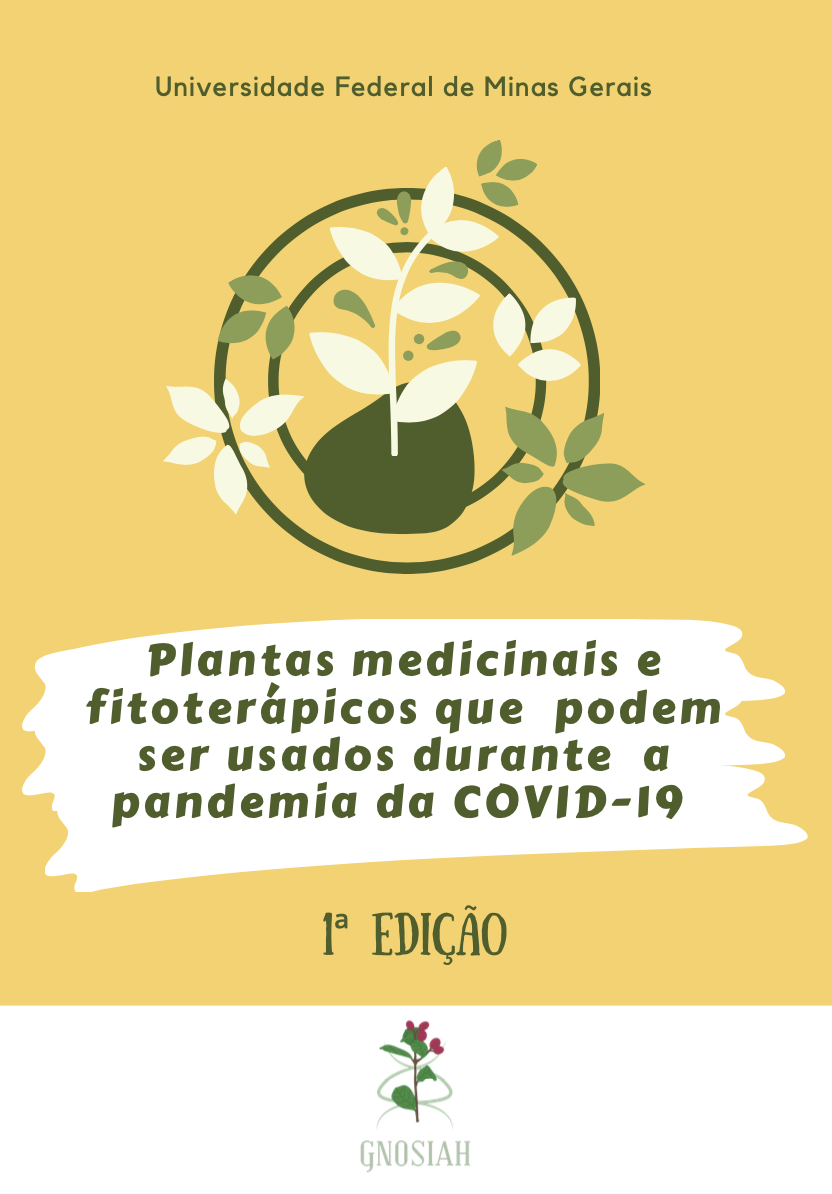 Universidade Federal de Minas Gerais
Plantas medicinais e
fitoterápicos que podem
ser usados durante a
pandemia da COVID-19
1ª EDIÇÃO
GNOSIAH